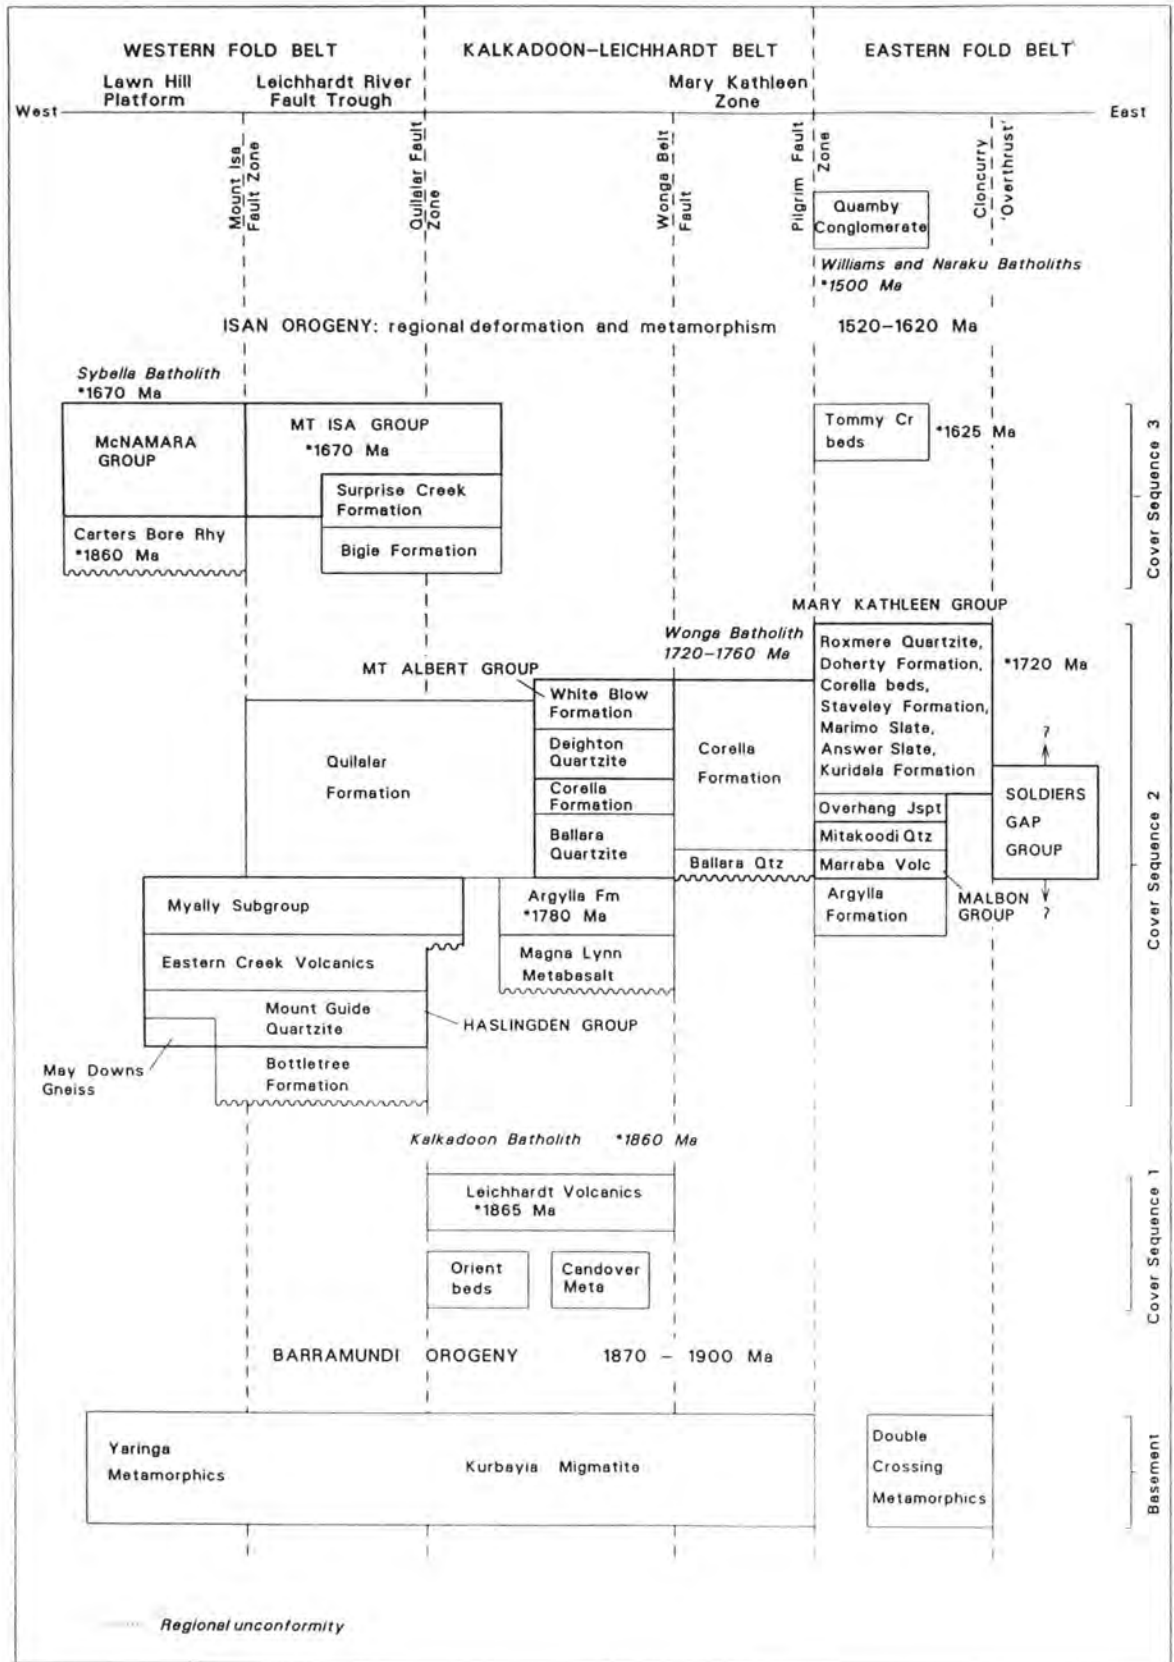 WESTERN FOLD BELT
KALKADOON–LEICHHARDT BELT
EASTERN FOLD BELT
Lawn Hill
Platform
Leichhardt River
Fault Trough
Mary Kathleen
Zone
West
East
Mount Isa
Fault Zone
Quilalar Fault
Zone
Wonga Belt
Fault
Pilgrim Fault
Zone
Cloncurry
'Overthrust'
Quamby
Conglomerate
Williams and Naraku Batholiths
*1500 Ma
ISAN OROGENY: regional deformation and metamorphism 1520–1620 Ma
Sybella Batholith
*1670 Ma
McNAMARA
GROUP
MT ISA GROUP
*1670 Ma
Surprise Creek
Formation
Carters Bore Rhy
*1860 Ma
Bigie Formation
Tommy Cr
beds
*1625 Ma
Cover Sequence 3
MARY KATHLEEN GROUP
Wonga Batholith
1720–1760 Ma
MT ALBERT GROUP
White Blow
Formation
Deighton
Quartzite
Corella
Formation
Ballara
Quartzite
Quilalar
Formation
Corella
Formation
Ballara Qtz
Roxmere Quartzite,
Doherty Formation,
Corella beds,
Staveley Formation,
Marimo Slate,
Answer Slate,
Kuridala Formation
*1720 Ma
?
SOLDIERS
GAP
GROUP
?
Overhang Jspt
Mitakoodi Qtz
Marraba Volc
MALBON
GROUP
Argylla
Formation
Myally Subgroup
Argylla Fm
*1780 Ma
Eastern Creek Volcanics
Magna Lynn
Metabasalt
Mount Guide
Quartzite
HASLINGDEN GROUP
May Downs
Gneiss
Bottletree
Formation
Cover Sequence 2
Kalkadoon Batholith *1860 Ma
Leichhardt Volcanics
*1865 Ma
Orient
beds
Candover
Meta
Cover Sequence 1
BARRAMUNDI OROGENY 1870 – 1900 Ma
Yaringa
Metamorphics
Kurbayia Migmatite
Double
Crossing
Metamorphics
Basement
Regional unconformity